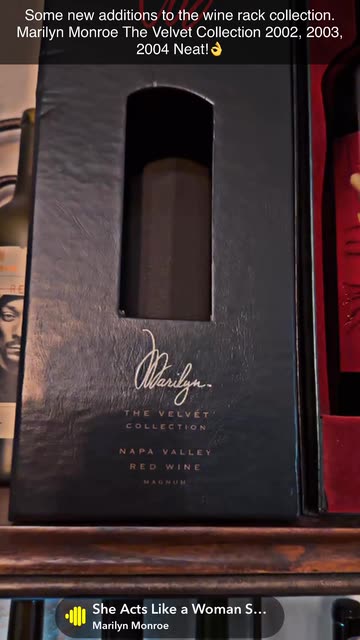 Some new additions to the wine rack collection.
Marilyn Monroe The Velvet Collection 2002, 2003,
2004 Neat!👌
Marilyn
THE VELVET
COLLECTION
NAPA VALLEY
RED WINE
MAGNUM
She Acts Like a Woman S...
Marilyn Monroe